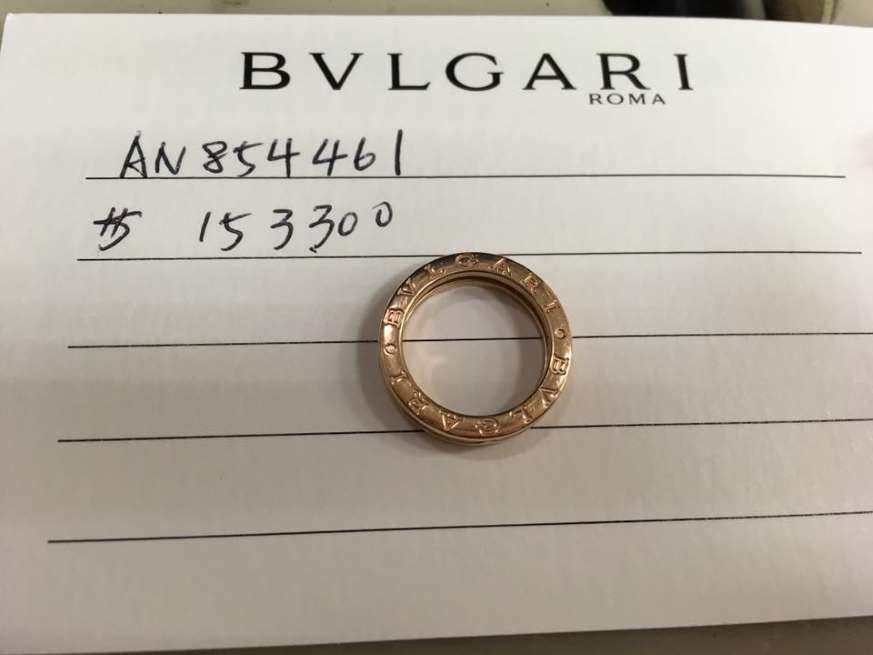 BVLGARI
ROMA
AN854461
153300
BVLGARI
BVLGARI